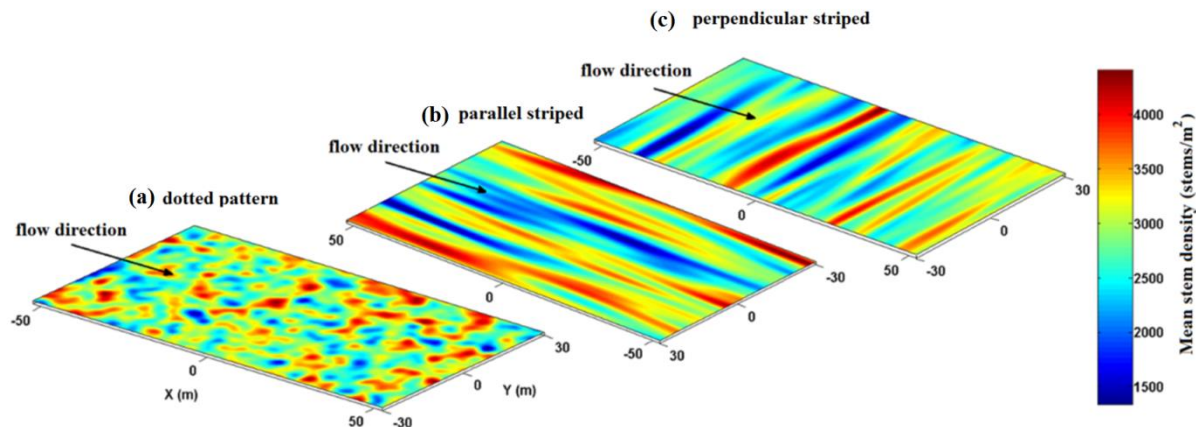 (c) perpendicular striped
flow direction
(b) parallel striped
flow direction
(a) dotted pattern
flow direction
-50
0
50
X (m)
-30
0
30
Y (m)
50
0
-50
30
0
-30
-50
0
50
-30
0
30
4000
3500
3000
2500
2000
1500
Mean stem density (stems/m²)